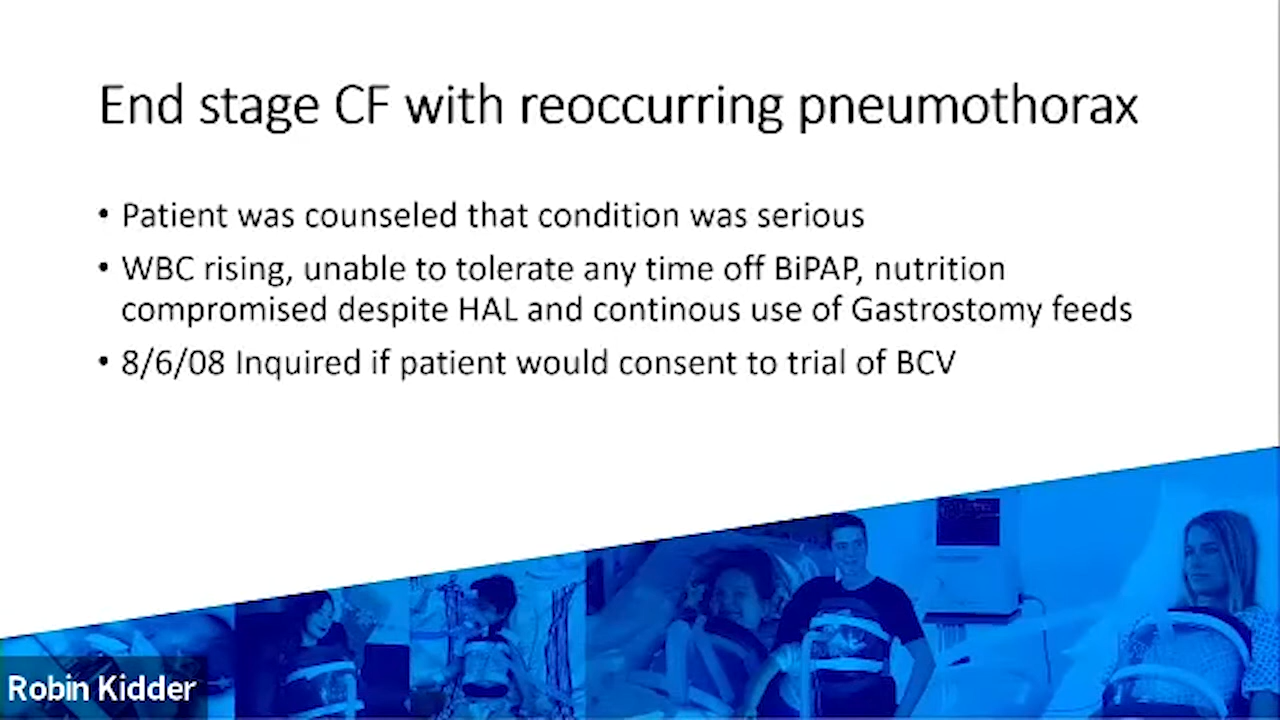 End stage CF with reoccurring pneumothorax
• Patient was counseled that condition was serious
• WBC rising, unable to tolerate any time off BiPAP, nutrition
compromised despite HAL and continous use of Gastrostomy feeds
• 8/6/08 Inquired if patient would consent to trial of BCV
Robin Kidder